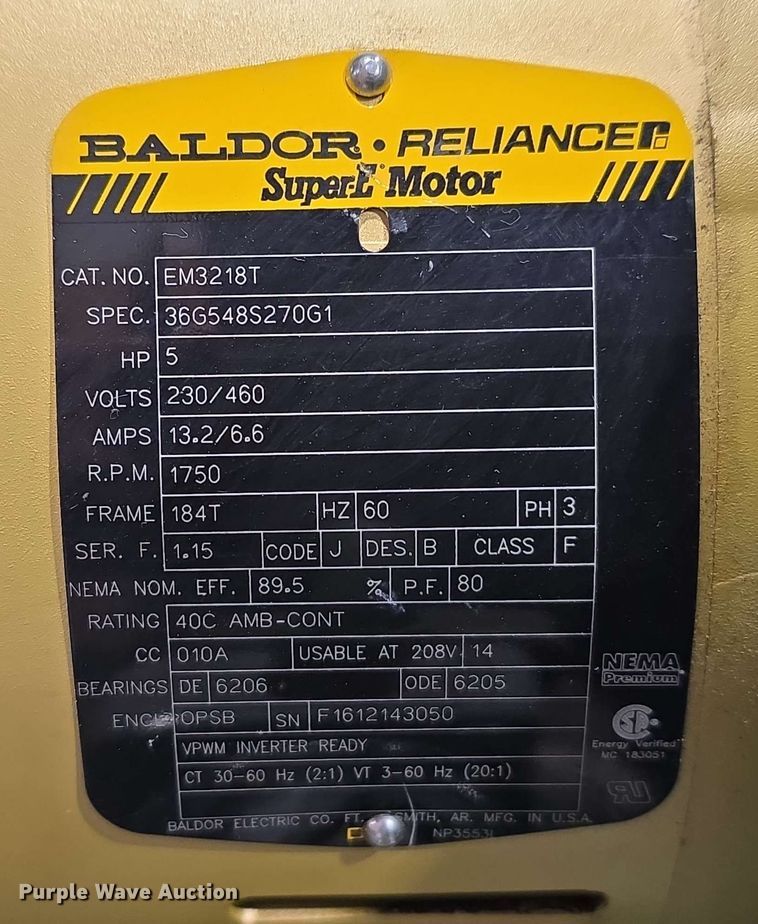 BALDOR • RELIANCE
Super-E Motor
CAT. NO. EM3218T
SPEC. 36G548S270G1
HP 5
VOLTS 230/460
AMPS 13.2/6.6
R.P.M. 1750
FRAME 184T HZ 60 PH 3
SER. F. 1.15 CODE J DES. B CLASS F
NEMA NOM. EFF. 89.5 % P.F. 80
RATING 40C AMB-CONT
CC 010A USABLE AT 208V 14
BEARINGS DE 6206 ODE 6205
ENCL OPSB SN F1612143050
VPWM INVERTER READY
CT 30-60 Hz (2:1) VT 3-60 Hz (20:1)
NEMA
Premium
Energy Verified
MC 183051
BALDOR ELECTRIC CO. FT. AR. MFG. IN U.S.A.
Purple Wave Auction